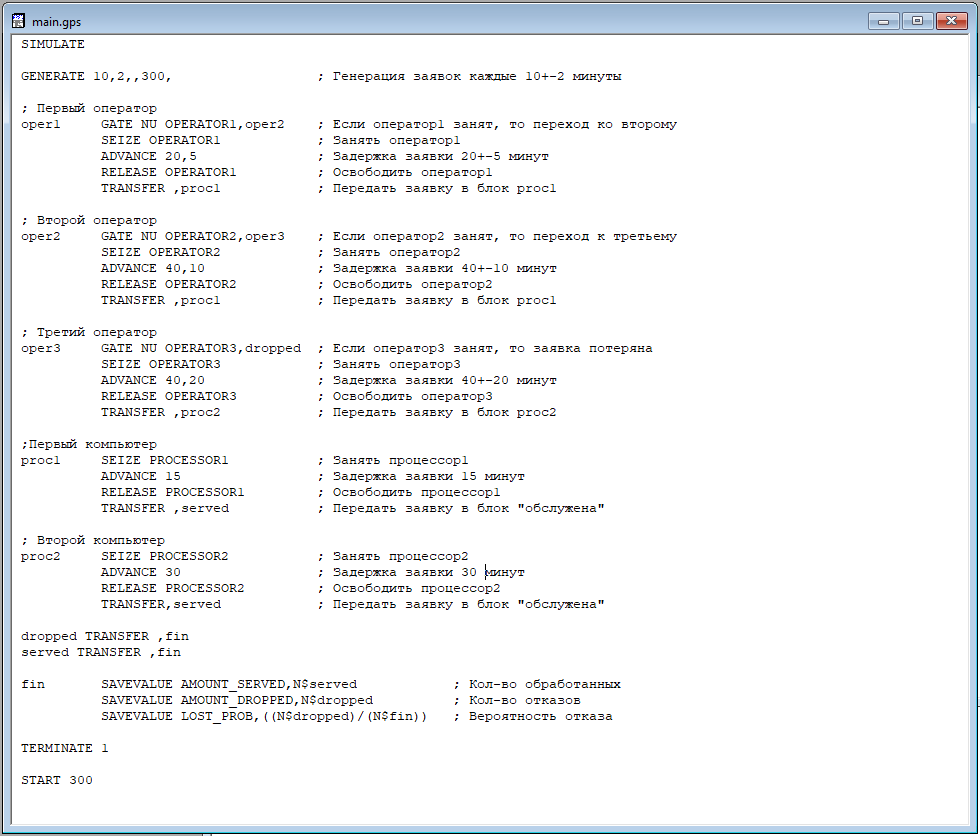 main.gps
SIMULATE
GENERATE 10,2,,300, ; Генерация заявок каждые 10+-2 минуты
; Первый оператор
oper1 GATE NU OPERATOR1,oper2 ; Если оператор1 занят, то переход ко второму
SEIZE OPERATOR1 ; Занять оператор1
ADVANCE 20,5 ; Задержка заявки 20+-5 минут
RELEASE OPERATOR1 ; Освободить оператор1
TRANSFER ,proc1 ; Передать заявку в блок proc1
; Второй оператор
oper2 GATE NU OPERATOR2,oper3 ; Если оператор2 занят, то переход к третьему
SEIZE OPERATOR2 ; Занять оператор2
ADVANCE 40,10 ; Задержка заявки 40+-10 минут
RELEASE OPERATOR2 ; Освободить оператор2
TRANSFER ,proc1 ; Передать заявку в блок proc1
; Третий оператор
oper3 GATE NU OPERATOR3,dropped ; Если оператор3 занят, то заявка потеряна
SEIZE OPERATOR3 ; Занять оператор3
ADVANCE 40,20 ; Задержка заявки 40+-20 минут
RELEASE OPERATOR3 ; Освободить оператор3
TRANSFER ,proc2 ; Передать заявку в блок proc2
;Первый компьютер
proc1 SEIZE PROCESSOR1 ; Занять процессор1
ADVANCE 15 ; Задержка заявки 15 минут
RELEASE PROCESSOR1 ; Освободить процессор1
TRANSFER ,served ; Передать заявку в блок "обслужена"
; Второй компьютер
proc2 SEIZE PROCESSOR2 ; Занять процессор2
ADVANCE 30 ; Задержка заявки 30 минут
RELEASE PROCESSOR2 ; Освободить процессор2
TRANSFER,served ; Передать заявку в блок "обслужена"
dropped TRANSFER ,fin
served TRANSFER ,fin
fin SAVEVALUE AMOUNT_SERVED,N$served ; Кол-во обработанных
SAVEVALUE AMOUNT_DROPPED,N$dropped ; Кол-во отказов
SAVEVALUE LOST_PROB,((N$dropped)/(N$fin)) ; Вероятность отказа
TERMINATE 1
START 300